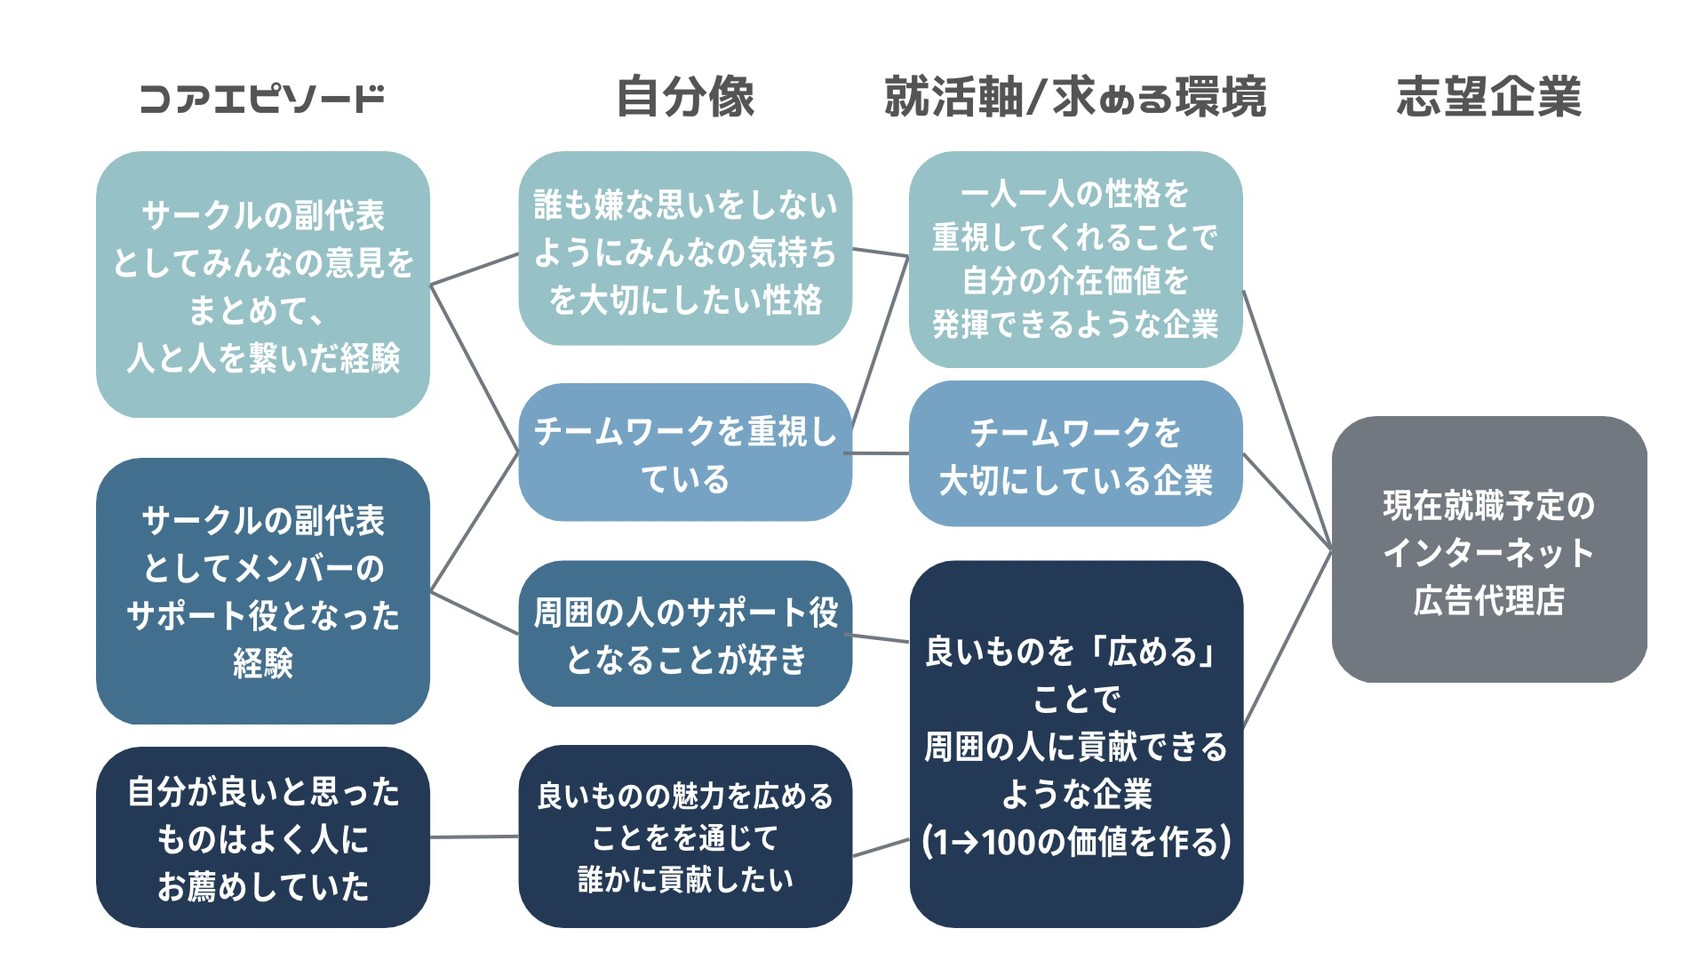 コアエピソード
自分像
就活軸/求める環境
志望企業
サークルの副代表
としてみんなの意見を
まとめて、
人と人を繋いだ経験
サークルの副代表
としてメンバーの
サポート役となった
経験
自分が良いと思った
ものはよく人に
お薦めしていた
誰も嫌な思いをしない
ようにみんなの気持ち
を大切にしたい性格
チームワークを重視し
ている
周囲の人のサポート役
となることが好き
良いものの魅力を広める
ことをを通じて
誰かに貢献したい
一人一人の性格を
重視してくれることで
自分の介在価値を
発揮できるような企業
チームワークを
大切にしている企業
良いものを「広める」
ことで
周囲の人に貢献できる
ような企業
(1→100の価値を作る)
現在就職予定の
インターネット
広告代理店